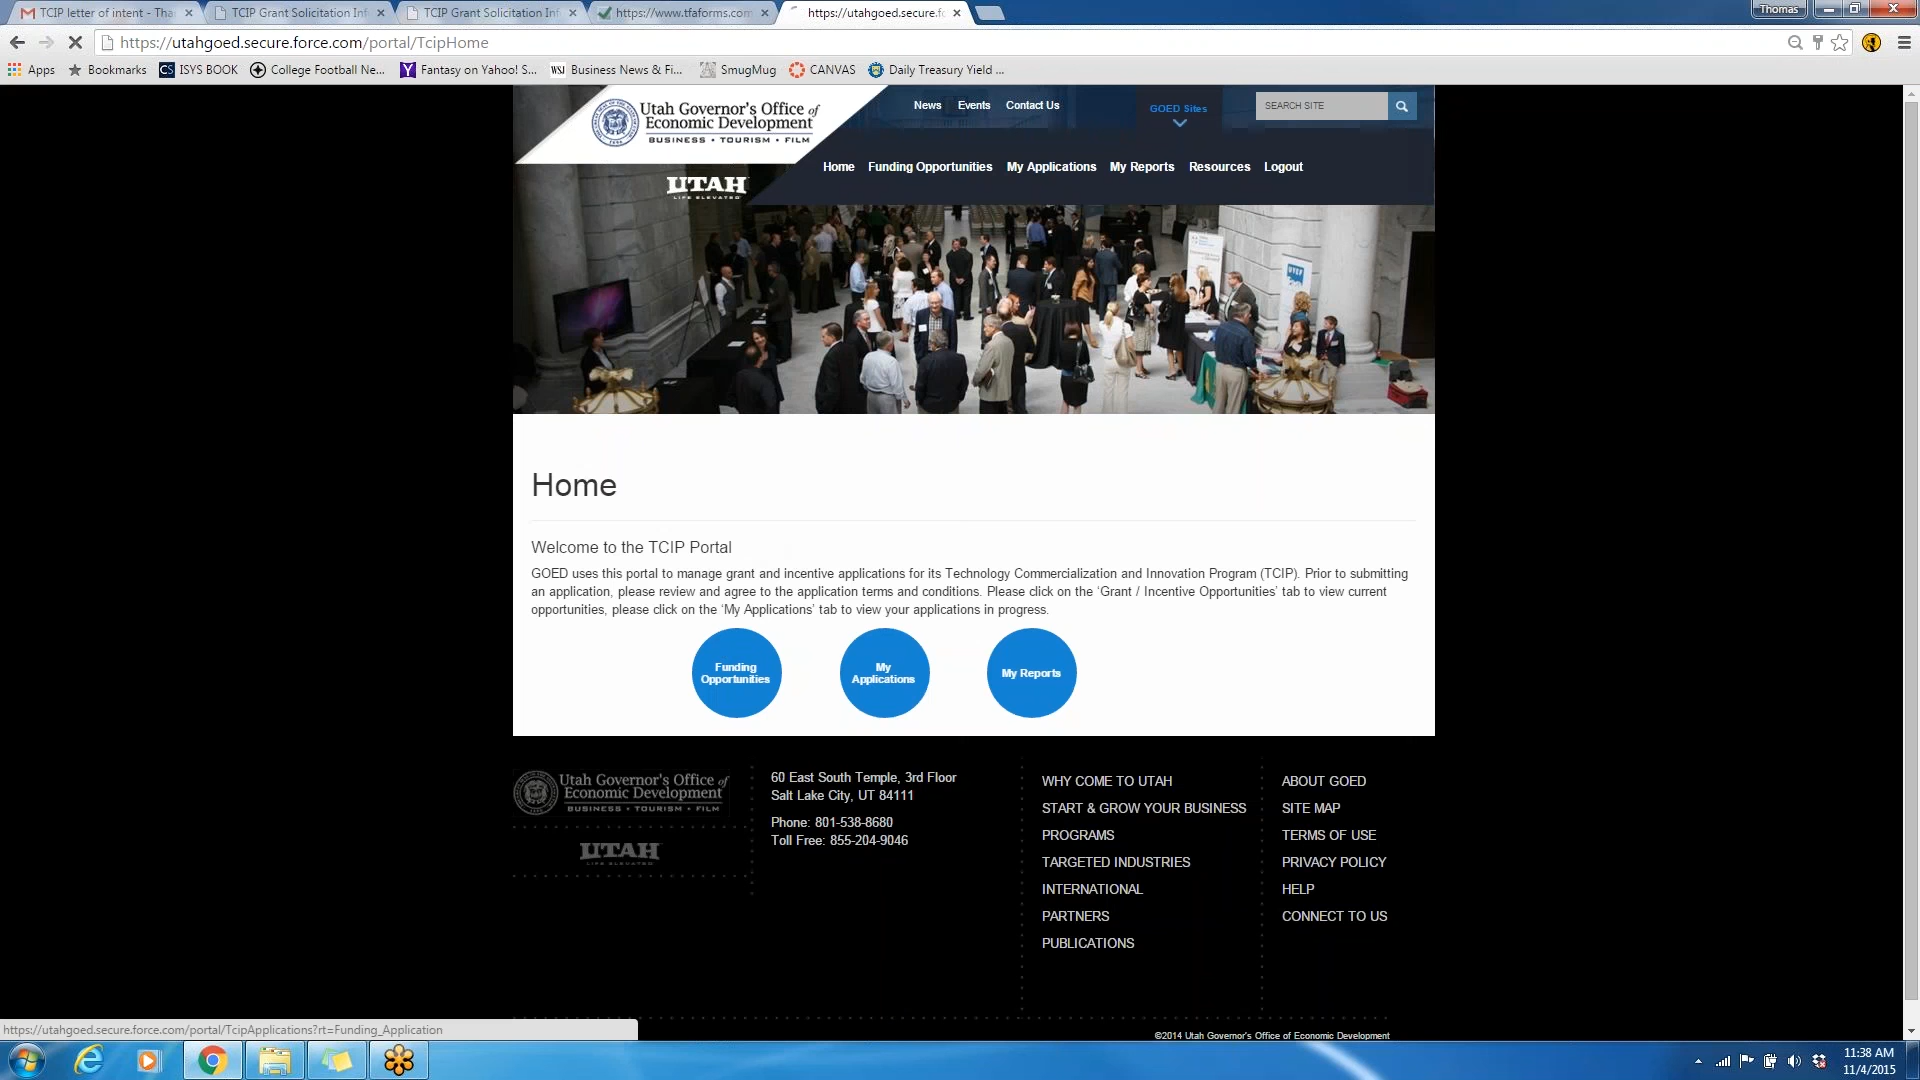 TCIP letter of intent - Tha
TCIP Grant Solicitation Inf
TCIP Grant Solicitation Inf
https://www.tfaforms.com
https://utahgoed.secure.fo
Thomas
https://utahgoed.secure.force.com/portal/TcipHome
Apps
Bookmarks
ISYS BOOK
College Football Ne...
Fantasy on Yahoo! S...
Business News & Fi...
SmugMug
CANVAS
Daily Treasury Yield ...
Utah Governor's Office of
Economic Development
BUSINESS • TOURISM • FILM
UTAH
LIFE ELEVATED
News Events Contact Us
GOED Sites
SEARCH SITE
Home Funding Opportunities My Applications My Reports Resources Logout
Home
Welcome to the TCIP Portal
GOED uses this portal to manage grant and incentive applications for its Technology Commercialization and Innovation Program (TCIP). Prior to submitting
an application, please review and agree to the application terms and conditions. Please click on the ‘Grant / Incentive Opportunities’ tab to view current
opportunities, please click on the ‘My Applications’ tab to view your applications in progress.
Funding
Opportunities
My
Applications
My Reports
Utah Governor's Office of
Economic Development
BUSINESS • TOURISM • FILM
UTAH
LIFE ELEVATED
60 East South Temple, 3rd Floor
Salt Lake City, UT 84111
Phone: 801-538-8680
Toll Free: 855-204-9046
WHY COME TO UTAH
START & GROW YOUR BUSINESS
PROGRAMS
TARGETED INDUSTRIES
INTERNATIONAL
PARTNERS
PUBLICATIONS
ABOUT GOED
SITE MAP
TERMS OF USE
PRIVACY POLICY
HELP
CONNECT TO US
©2014 Utah Governor's Office of Economic Development
https://utahgoed.secure.force.com/portal/TcipApplications?rt=Funding_Application
11:38 AM
11/4/2015